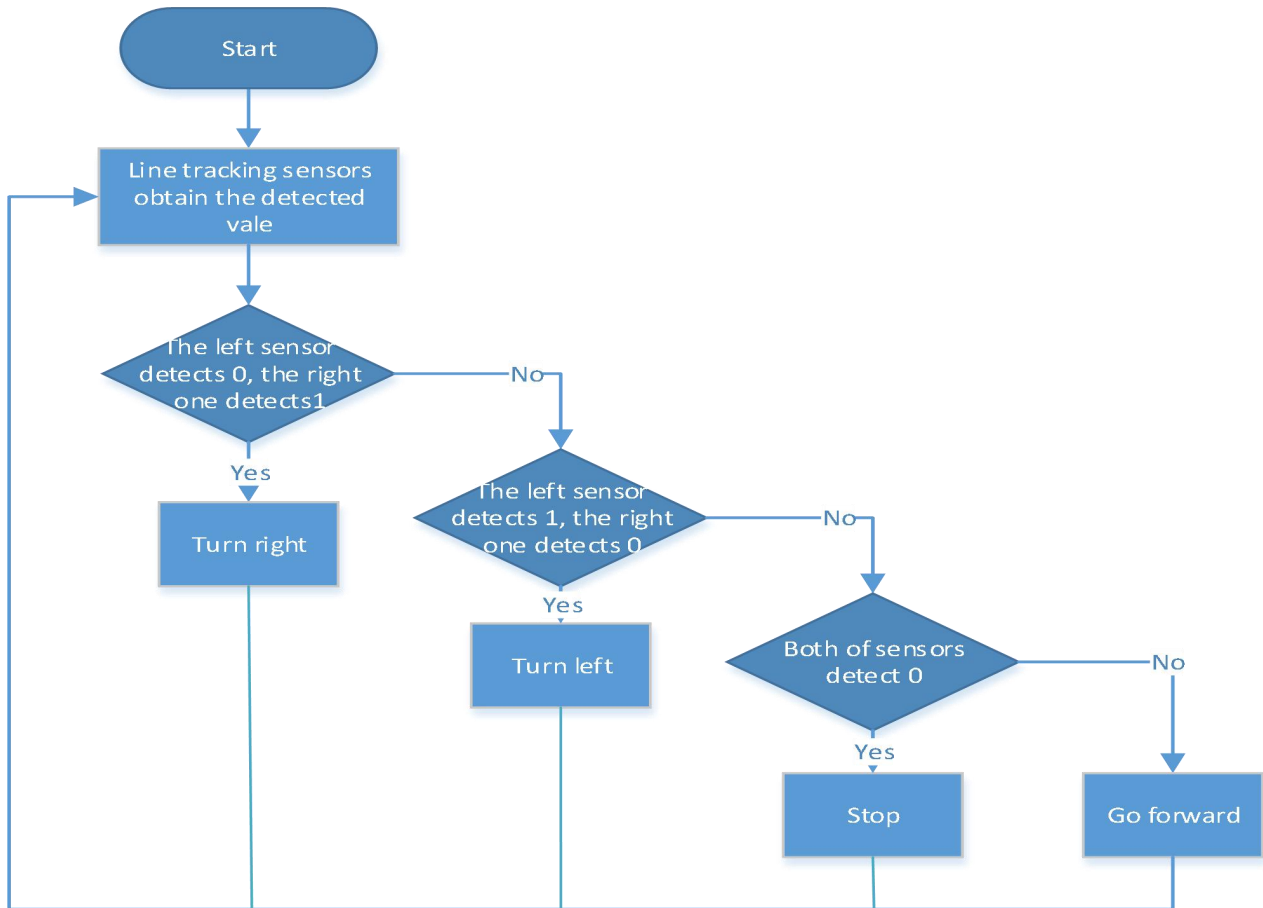 Start
Line tracking sensors
obtain the detected
vale
The left sensor
detects 0, the right
one detects1
No
Yes
Turn right
The left sensor
detects 1, the right
one detects 0
No
Yes
Turn left
Both of sensors
detect 0
No
Yes
Stop
Go forward